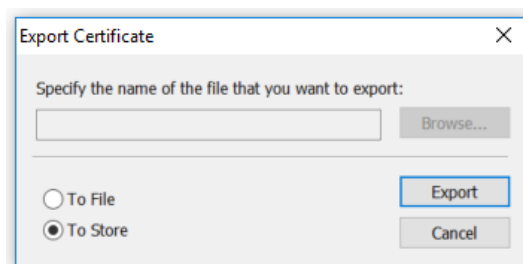 Export Certificate
Specify the name of the file that you want to export:
Browse...
To File
Export
To Store
Cancel